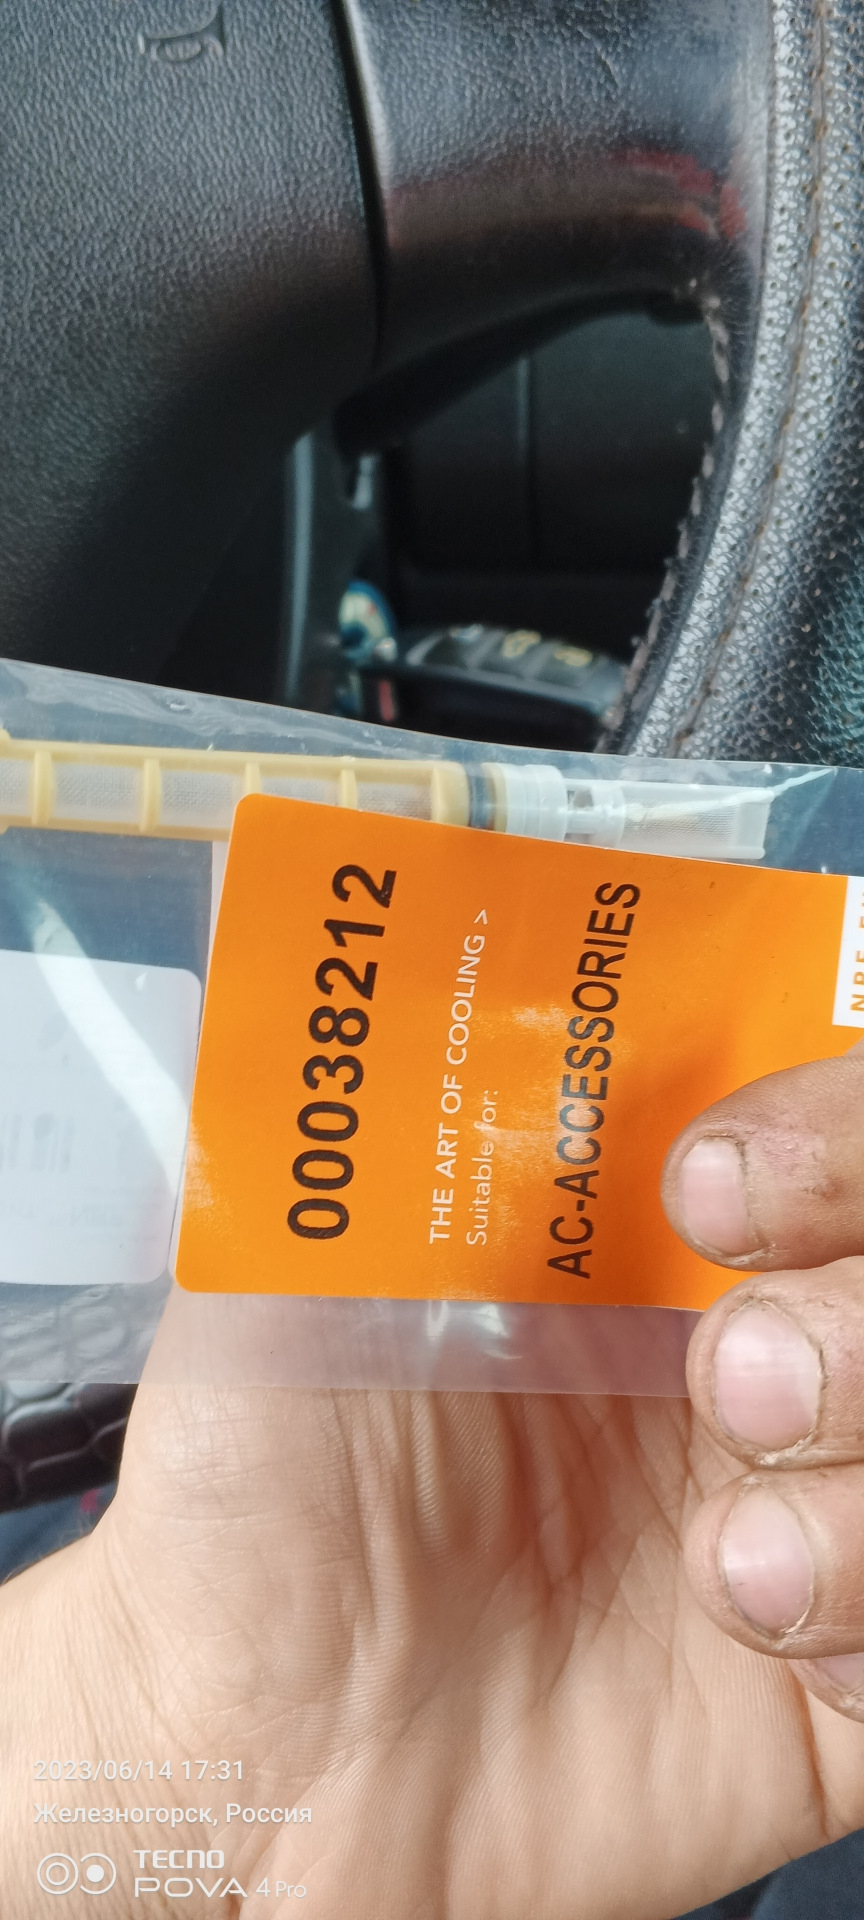 00038212
THE ART OF COOLING >
Suitable for:
AC-ACCESSORIES
NRF
2023/06/14 17:31
Железногорск, Россия
TECNO
POVA 4 Pro